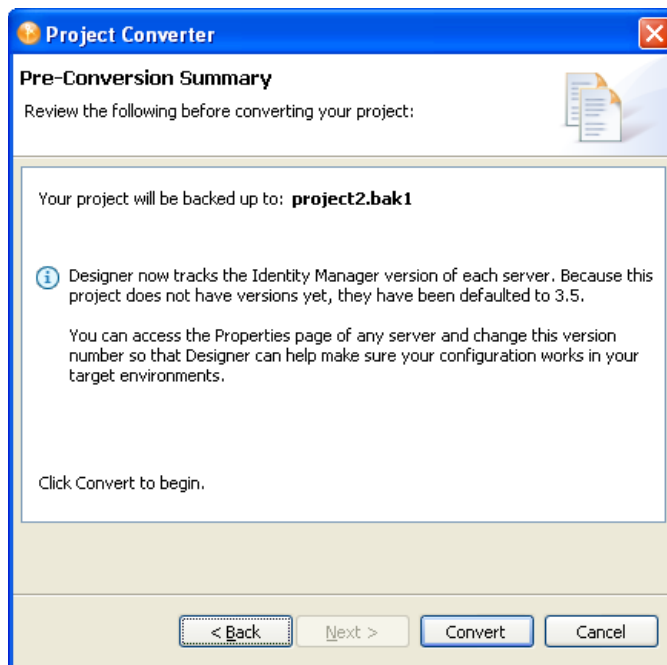 Project Converter
Pre-Conversion Summary
Review the following before converting your project:
Your project will be backed up to: project2.bak1
Designer now tracks the Identity Manager version of each server. Because this
project does not have versions yet, they have been defaulted to 3.5.
You can access the Properties page of any server and change this version
number so that Designer can help make sure your configuration works in your
target environments.
Click Convert to begin.
< Back Next > Convert Cancel